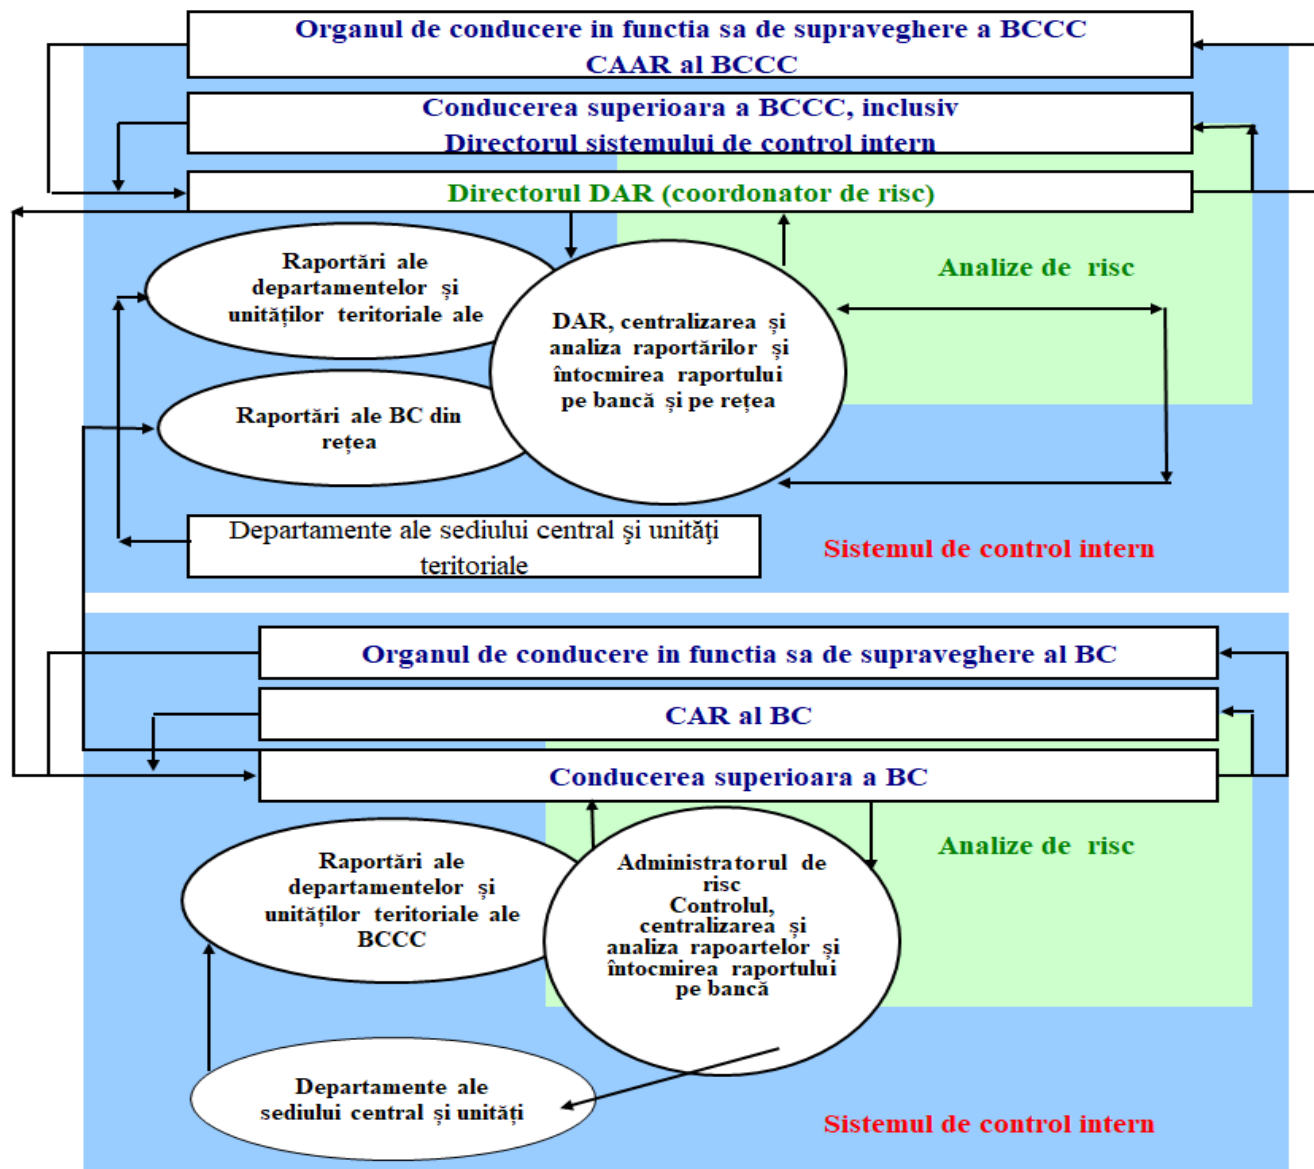 Organul de conducere in functia sa de supraveghere a BCCC
CAAR al BCCC
Conducerea superioara a BCCC, inclusiv
Directorul sistemului de control intern
Directorul DAR (coordonator de risc)
Raportări ale
departamentelor și
unităților teritoriale ale
Analize de risc
DAR, centralizarea și
analiza raportărilor și
întocmirea raportului
pe bancă și pe rețea
Raportări ale BC din
rețea
Departamente ale sediului central şi unităţi
teritoriale
Sistemul de control intern
Organul de conducere in functia sa de supraveghere al BC
CAR al BC
Conducerea superioara a BC
Raportări ale
departamentelor și
unităților teritoriale ale
BCCC
Administratorul de
risc
Controlul,
centralizarea și
analiza rapoartelor și
întocmirea raportului
pe bancă
Analize de risc
Departamente ale
sediului central și unități
Sistemul de control intern